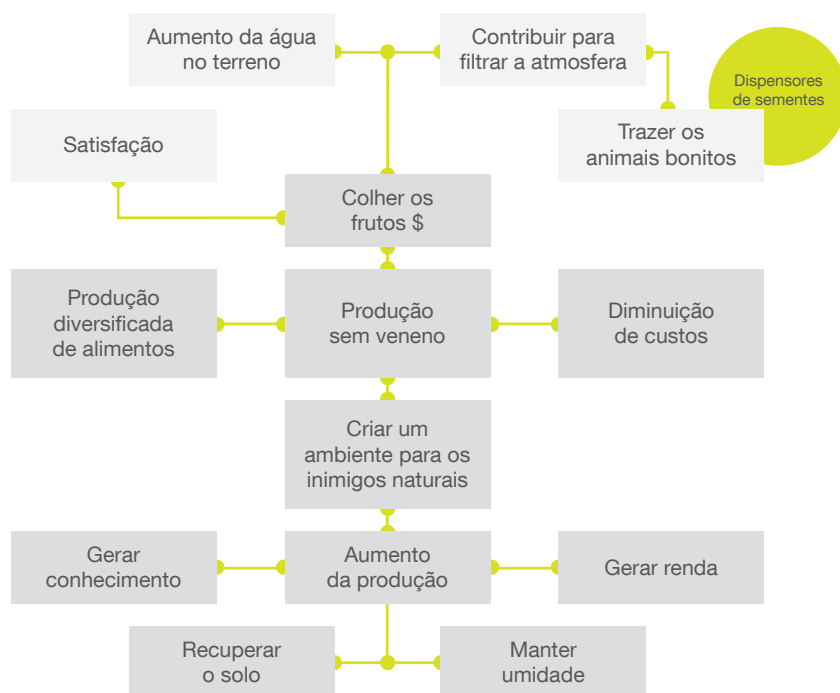 Aumento da água
no terreno
Contribuir para
filtrar a atmosfera
Dispensores
de sementes
Satisfação
Trazer os
animais bonitos
Colher os
frutos $
Produção
diversificada
de alimentos
Produção
sem veneno
Diminuição
de custos
Criar um
ambiente para os
inimigos naturais
Gerar
conhecimento
Aumento
da produção
Gerar renda
Recuperar
o solo
Manter
umidade